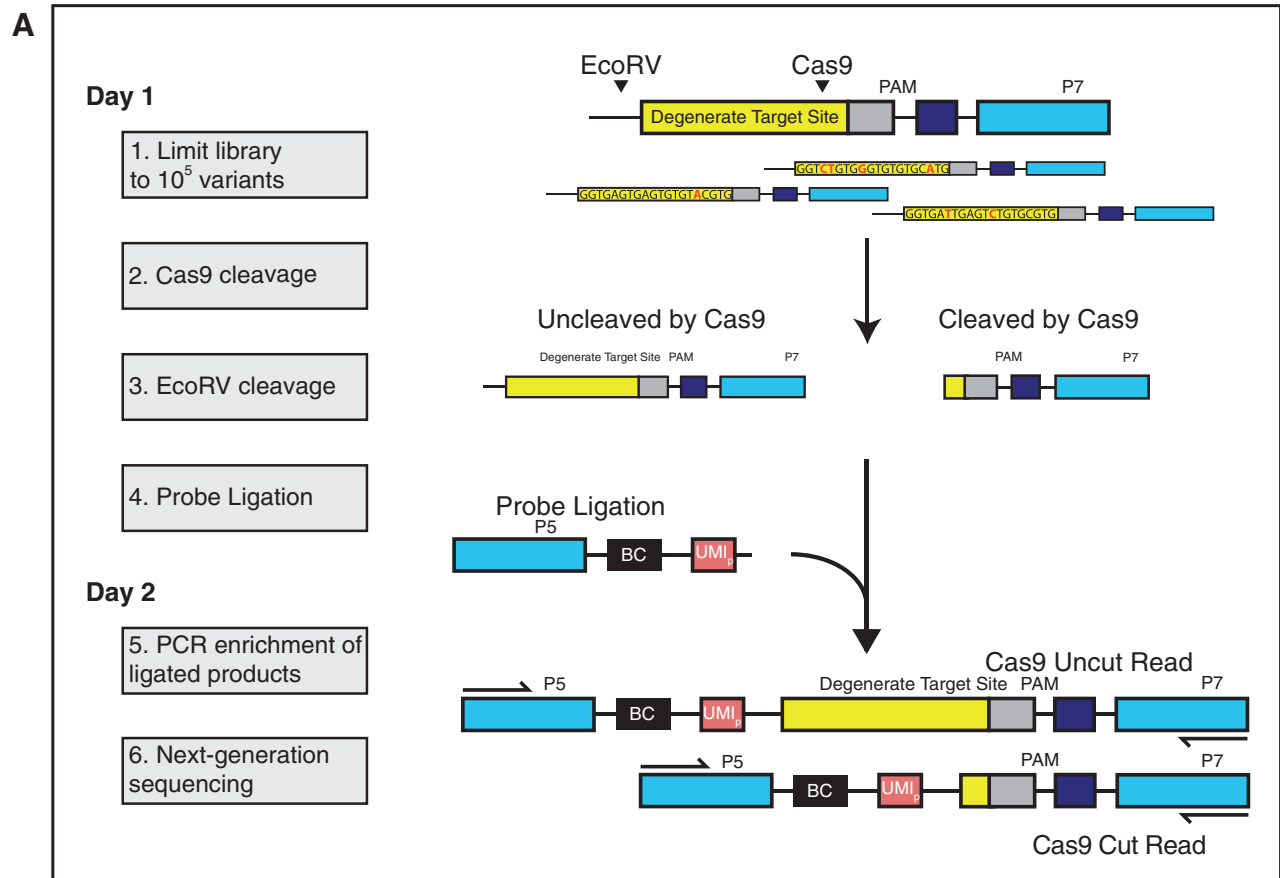 A
Day 1
1. Limit library
to 10⁵ variants
2. Cas9 cleavage
3. EcoRV cleavage
4. Probe Ligation
Day 2
5. PCR enrichment of
ligated products
6. Next-generation
sequencing
EcoRV
Cas9
PAM
P7
Degenerate Target Site
GGTCTGTGGGTGTGTGCATG
GGTGAGTGAGTGTGTACGTG
GGTGATTGAGTCTGTGCGTG
Uncleaved by Cas9
Cleaved by Cas9
Degenerate Target Site PAM P7
PAM P7
Probe Ligation
P5
BC
UMIp
Cas9 Uncut Read
P5
Degenerate Target Site PAM
P7
BC
UMIp
P5
PAM
P7
BC
UMIp
Cas9 Cut Read